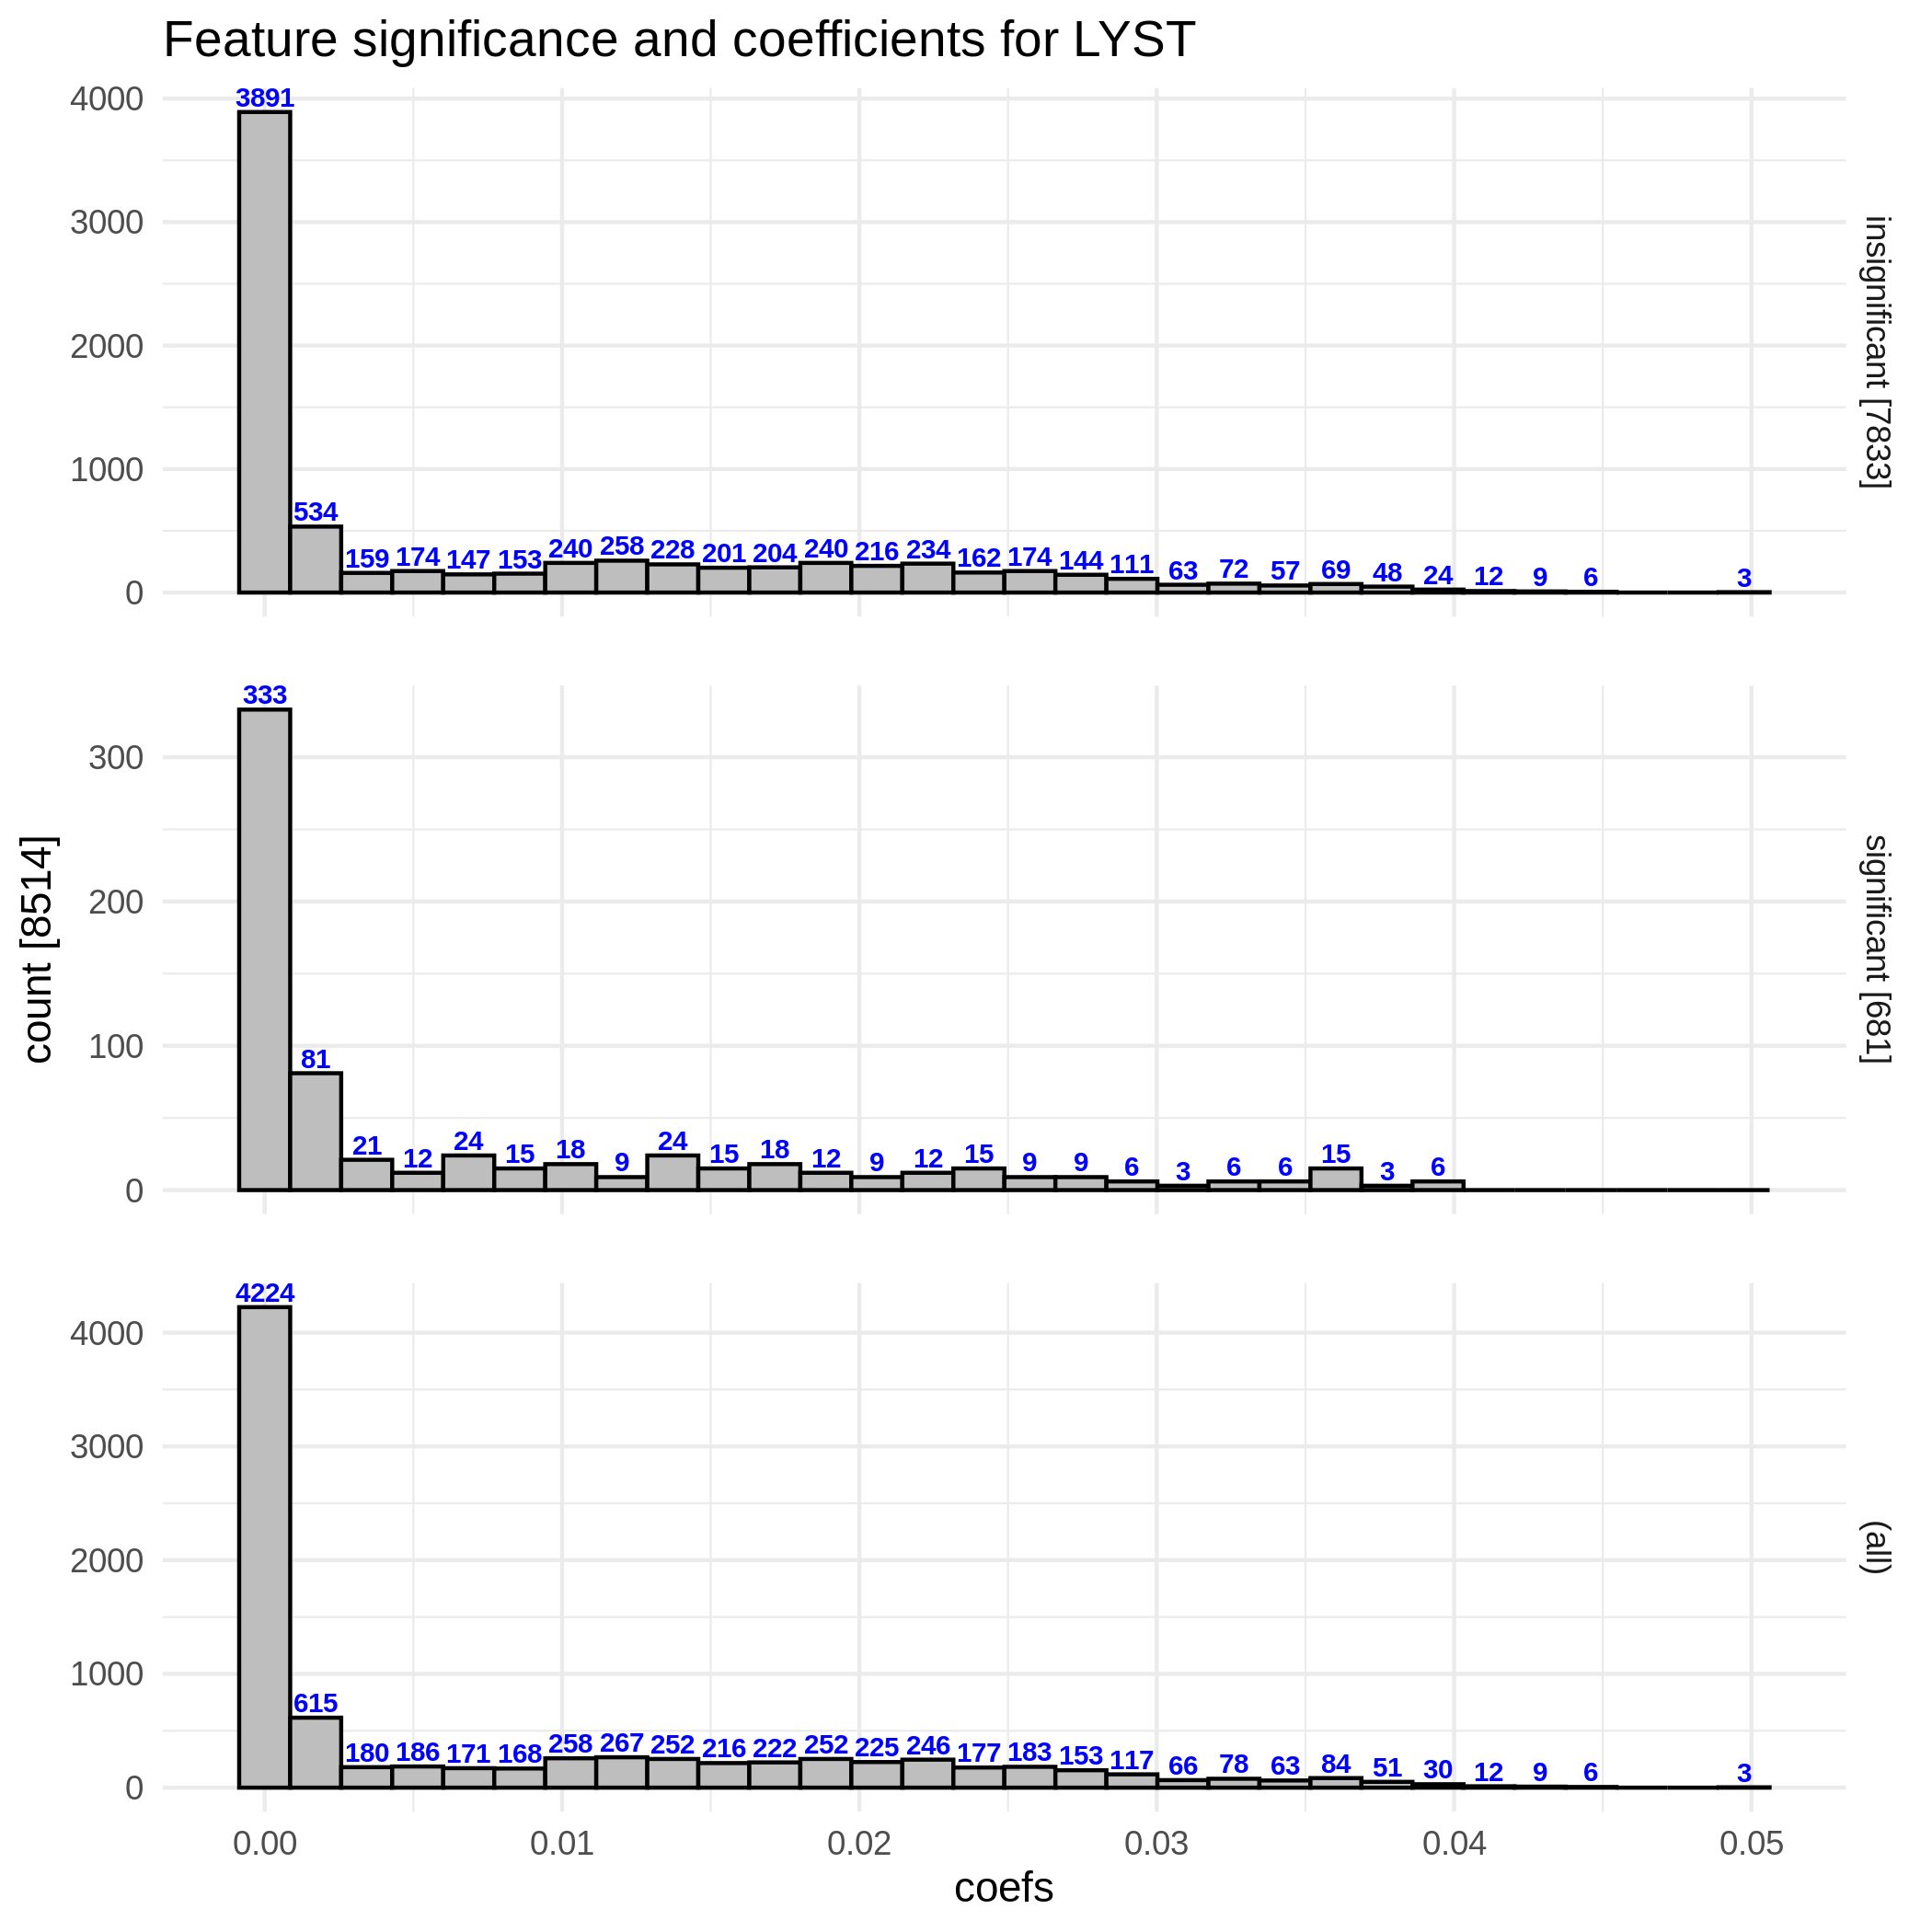 Feature significance and coefficients for LYST
4000
3000
2000
1000
0
3891
534
159 174 147 153 240 258 228 201 204 240 216 234 162 174 144 111 63 72 57 69 48 24 12 9 6 3
insignificant [7833]
count [8514]
300
200
100
0
333
81
21 12 24 15 18 9 24 15 18 12 9 12 15 9 9 6 3 6 6 15 3 6
significant [681]
4000
3000
2000
1000
0
4224
615
180 186 171 168 258 267 252 216 222 252 225 246 177 183 153 117 66 78 63 84 51 30 12 9 6 3
(all)
0.00 0.01 0.02 0.03 0.04 0.05
coefs